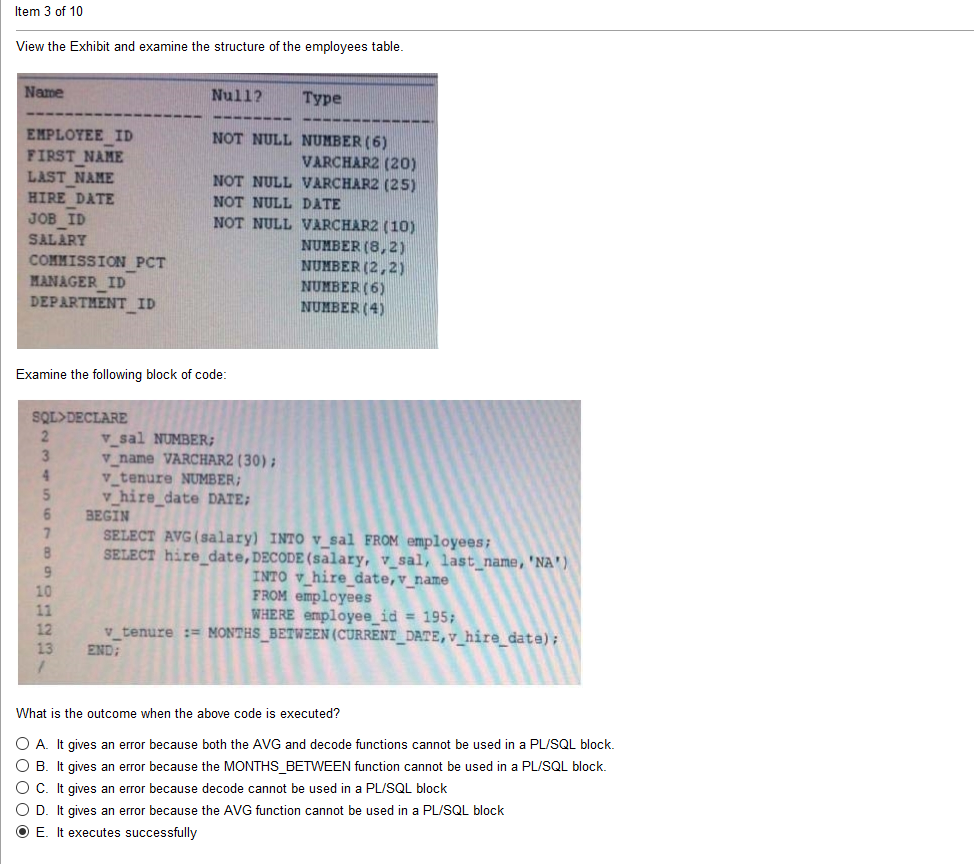 Item 3 of 10
View the Exhibit and examine the structure of the employees table.
Name Null? Type
-------------------- --------- ---------------
EMPLOYEE_ID NOT NULL NUMBER(6)
FIRST_NAME VARCHAR2(20)
LAST_NAME NOT NULL VARCHAR2(25)
HIRE_DATE NOT NULL DATE
JOB_ID NOT NULL VARCHAR2(10)
SALARY NUMBER(8,2)
COMMISSION_PCT NUMBER(2,2)
MANAGER_ID NUMBER(6)
DEPARTMENT_ID NUMBER(4)
Examine the following block of code:
SQL>DECLARE
2 v_sal NUMBER;
3 v_name VARCHAR2(30);
4 v_tenure NUMBER;
5 v_hire_date DATE;
6 BEGIN
7 SELECT AVG(salary) INTO v_sal FROM employees;
8 SELECT hire_date,DECODE(salary, v_sal, last_name,'NA')
9 INTO v_hire_date,v_name
10 FROM employees
11 WHERE employee_id = 195;
12 v_tenure := MONTHS_BETWEEN(CURRENT_DATE,v_hire_date);
13 END;
/
What is the outcome when the above code is executed?
A. It gives an error because both the AVG and decode functions cannot be used in a PL/SQL block.
B. It gives an error because the MONTHS_BETWEEN function cannot be used in a PL/SQL block.
C. It gives an error because decode cannot be used in a PL/SQL block
D. It gives an error because the AVG function cannot be used in a PL/SQL block
E. It executes successfully